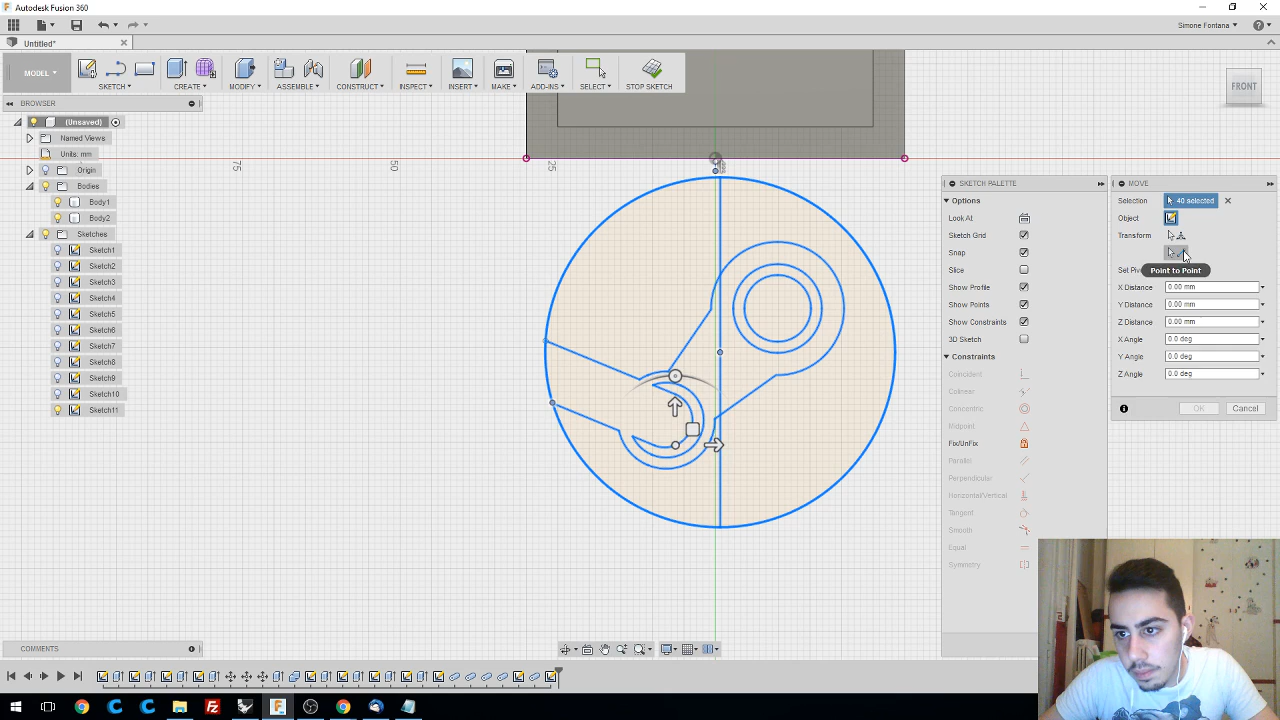 Autodesk Fusion 360
Simone Fontana
Untitled*
MODEL
SKETCH
CREATE
MODIFY
ASSEMBLE
CONSTRUCT
INSPECT
INSERT
MAKE
ADD-INS
SELECT
STOP SKETCH
FRONT
BROWSER
(Unsaved)
Named Views
Units: mm
Origin
Bodies
Body1
Body2
Sketches
Sketch1
Sketch2
Sketch3
Sketch4
Sketch5
Sketch6
Sketch7
Sketch8
Sketch9
Sketch10
Sketch11
75
50
25
SKETCH PALETTE
Options
Look At
Sketch Grid
Snap
Slice
Show Profile
Show Points
Show Constraints
3D Sketch
Constraints
Coincident
Colinear
Concentric
Midpoint
Fix/UnFix
Parallel
Perpendicular
Horizontal/Vertical
Tangent
Smooth
Equal
Symmetry
MOVE
Selection
40 selected
Object
Transform
Set Piv
Point to Point
X Distance 0.00 mm
Y Distance 0.00 mm
Z Distance 0.00 mm
X Angle 0.0 deg
Y Angle 0.0 deg
Z Angle 0.0 deg
OK
Cancel
COMMENTS